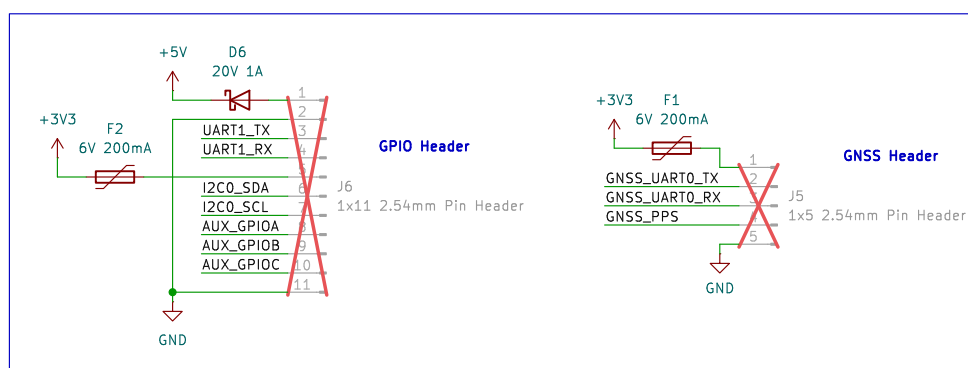 +5V
D6
20V 1A
+3V3
F2
6V 200mA
1
2
UART1_TX
3
UART1_RX
4
5
I2C0_SDA
6
I2C0_SCL
7
AUX_GPIOA
8
AUX_GPIOB
9
AUX_GPIOC
10
11
GND
GPIO Header
J6
1x11 2.54mm Pin Header
+3V3
F1
6V 200mA
GNSS Header
1
GNSS_UART0_TX
2
GNSS_UART0_RX
3
GNSS_PPS
4
5
J5
1x5 2.54mm Pin Header
GND